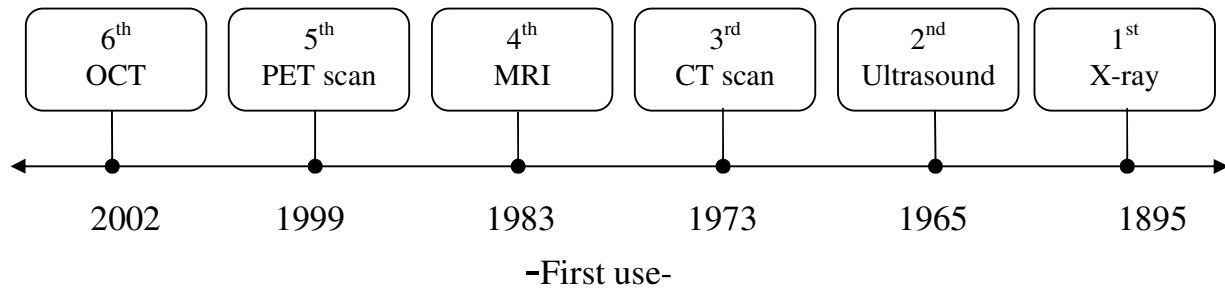 6th
OCT
5th
PET scan
4th
MRI
3rd
CT scan
2nd
Ultrasound
1st
X-ray
2002
1999
1983
1973
1965
1895
-First use-